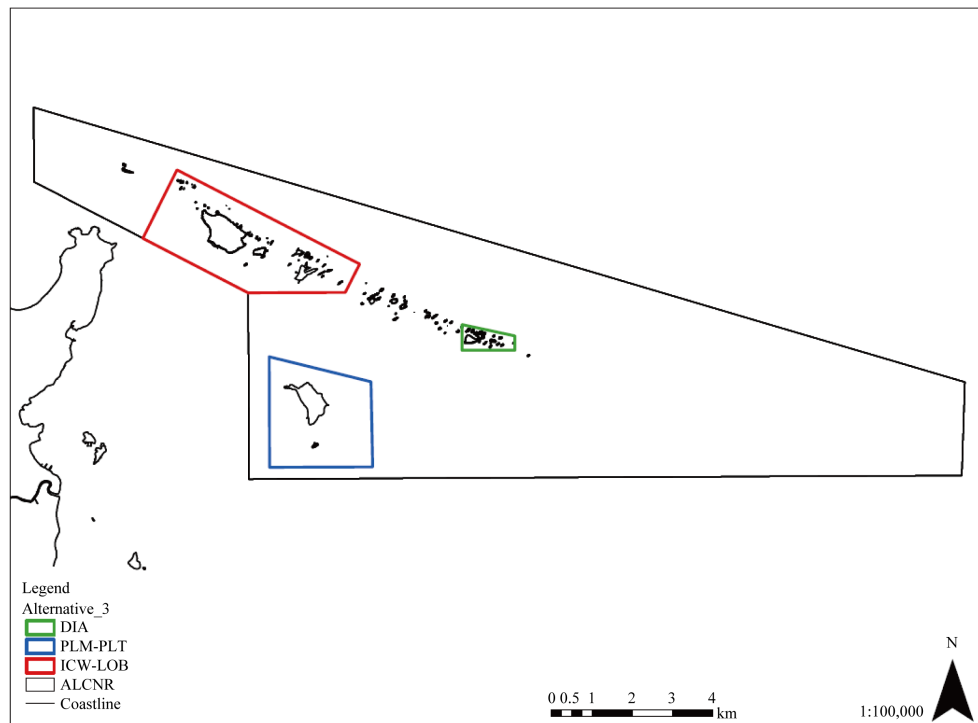 Legend
Alternative_3
DIA
PLM-PLT
ICW-LOB
ALCNR
Coastline
0 0.5 1 2 3 4
km
1:100,000
N